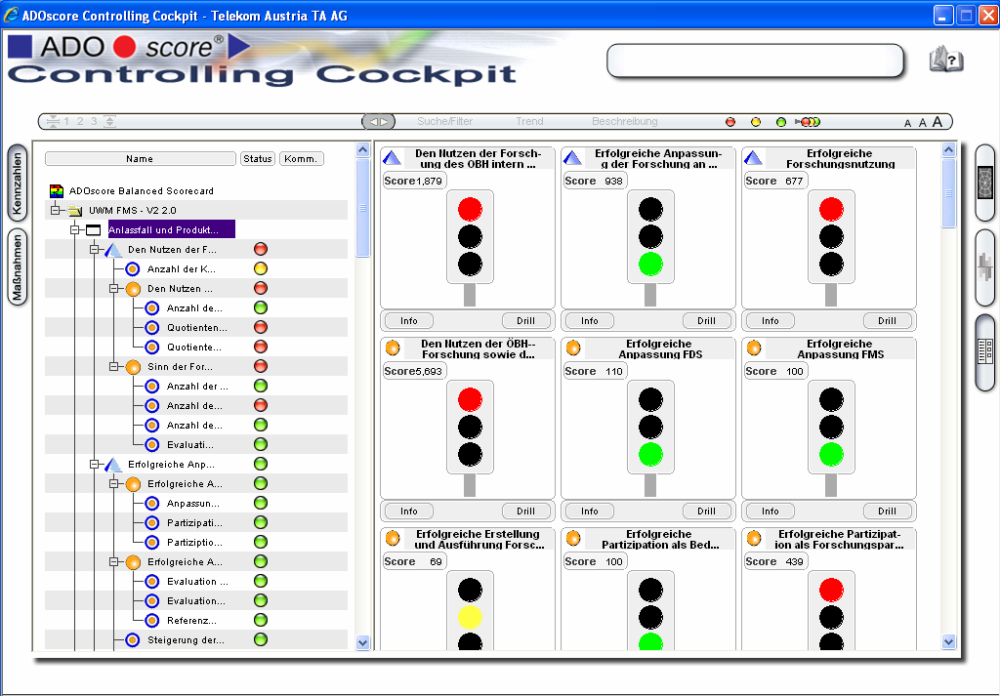 ADOscore Controlling Cockpit - Telekom Austria TA AG
ADO score®
Controlling Cockpit
1 2 3
Suche/Filter
Trend
Beschreibung
A A A
Kennzahlen
Maßnahmen
Name
Status
Komm.
ADOscore Balanced Scorecard
UWM FMS - V2 2.0
Anlassfall und Produkt...
Den Nutzen der F...
Anzahl der K...
Den Nutzen ...
Anzahl de...
Quotienten...
Quotiente...
Sinn der For...
Anzahl der ...
Anzahl de...
Anzahl de...
Evaluati...
Erfolgreiche Anp...
Erfolgreiche A...
Anpassun...
Partizipati...
Partiziptio...
Erfolgreiche A...
Evaluation ...
Evaluation...
Referenz...
Steigerung der...
Den Nutzen der Forsch-
ung des ÖBH intern ...
Score 1,879
Info
Drill
Erfolgreiche Anpassun-
g der Forschung an ...
Score 938
Info
Drill
Erfolgreiche
Forschungsnutzung
Score 677
Info
Drill
Den Nutzen der ÖBH--
Forschung sowie d...
Score 5,693
Info
Drill
Erfolgreiche
Anpassung FDS
Score 110
Info
Drill
Erfolgreiche
Anpassung FMS
Score 100
Info
Drill
Erfolgreiche Erstellung
und Ausführung Forsc...
Score 69
Erfolgreiche
Partizipation als Bed...
Score 100
Erfolgreiche Partizipat-
ion als Forschungspar...
Score 439